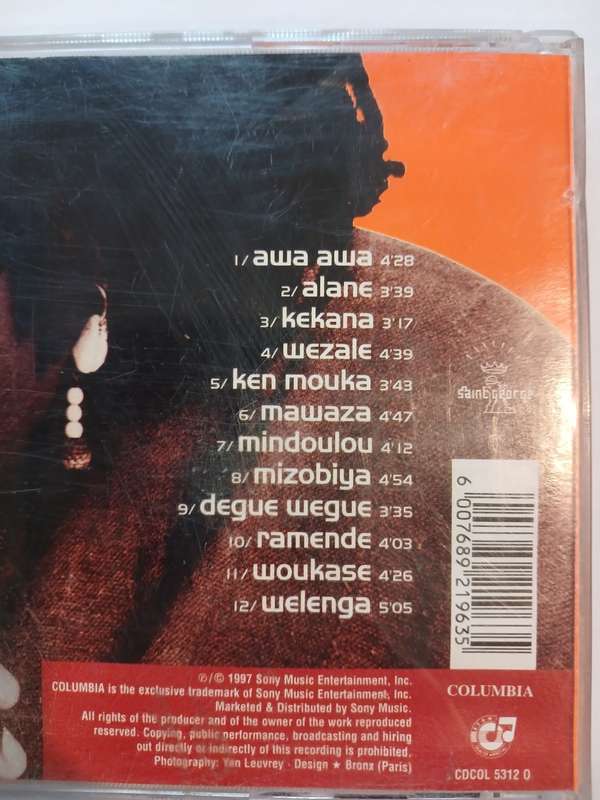 1/ awa awa 4'28
2/ alane 3'39
3/ kekana 3'17
4/ wezale 4'39
5/ ken mouka 3'43
6/ mawaza 4'47
7/ mindoulou 4'12
8/ mizobiya 4'54
9/ degue wegue 3'35
10/ ramende 4'03
11/ woukase 4'26
12/ welenga 5'05
saint george
6 007689 219635
℗/© 1997 Sony Music Entertainment, Inc.
COLUMBIA is the exclusive trademark of Sony Music Entertainment, Inc.
Marketed & Distributed by Sony Music.
All rights of the producer and of the owner of the work reproduced
reserved. Copying, public performance, broadcasting and hiring
out directly or indirectly of this recording is prohibited.
Photography: Yan Leuvrey - Design ★ Bronx (Paris)
COLUMBIA
CDCOL 5312 O